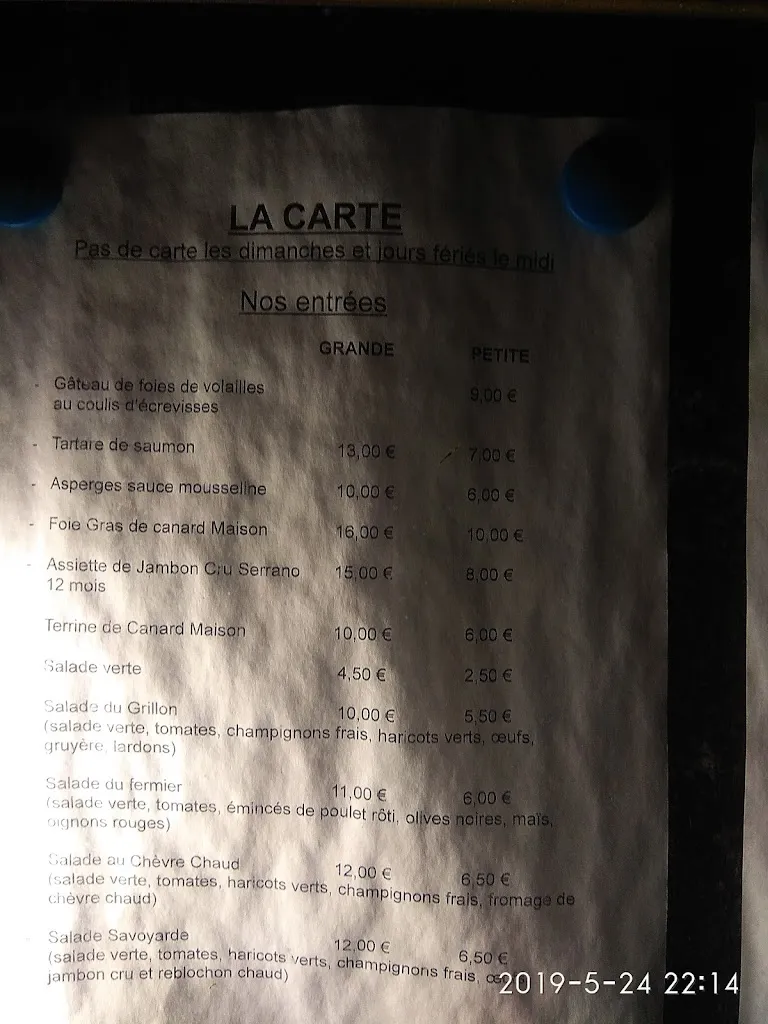 LA CARTE
Pas de carte les dimanches et jours fériés le midi
Nos entrées
GRANDE PETITE
- Gâteau de foies de volailles 9,00 €
au coulis d'écrevisses
- Tartare de saumon 13,00 € 7,00 €
- Asperges sauce mousseline 10,00 € 6,00 €
- Foie Gras de canard Maison 16,00 € 10,00 €
- Assiette de Jambon Cru Serrano 15,00 € 8,00 €
12 mois
Terrine de Canard Maison 10,00 € 6,00 €
Salade verte 4,50 € 2,50 €
Salade du Grillon 10,00 € 5,50 €
(salade verte, tomates, champignons frais, haricots verts, œufs,
gruyère, lardons)
Salade du fermier 11,00 € 6,00 €
(salade verte, tomates, émincés de poulet rôti, olives noires, maïs,
oignons rouges)
Salade au Chèvre Chaud 12,00 € 6,50 €
(salade verte, tomates, haricots verts, champignons frais, fromage de
chèvre chaud)
Salade Savoyarde 12,00 € 6,50 €
(salade verte, tomates, haricots verts, champignons frais,
jambon cru et reblochon chaud)
2019-5-24 22:14